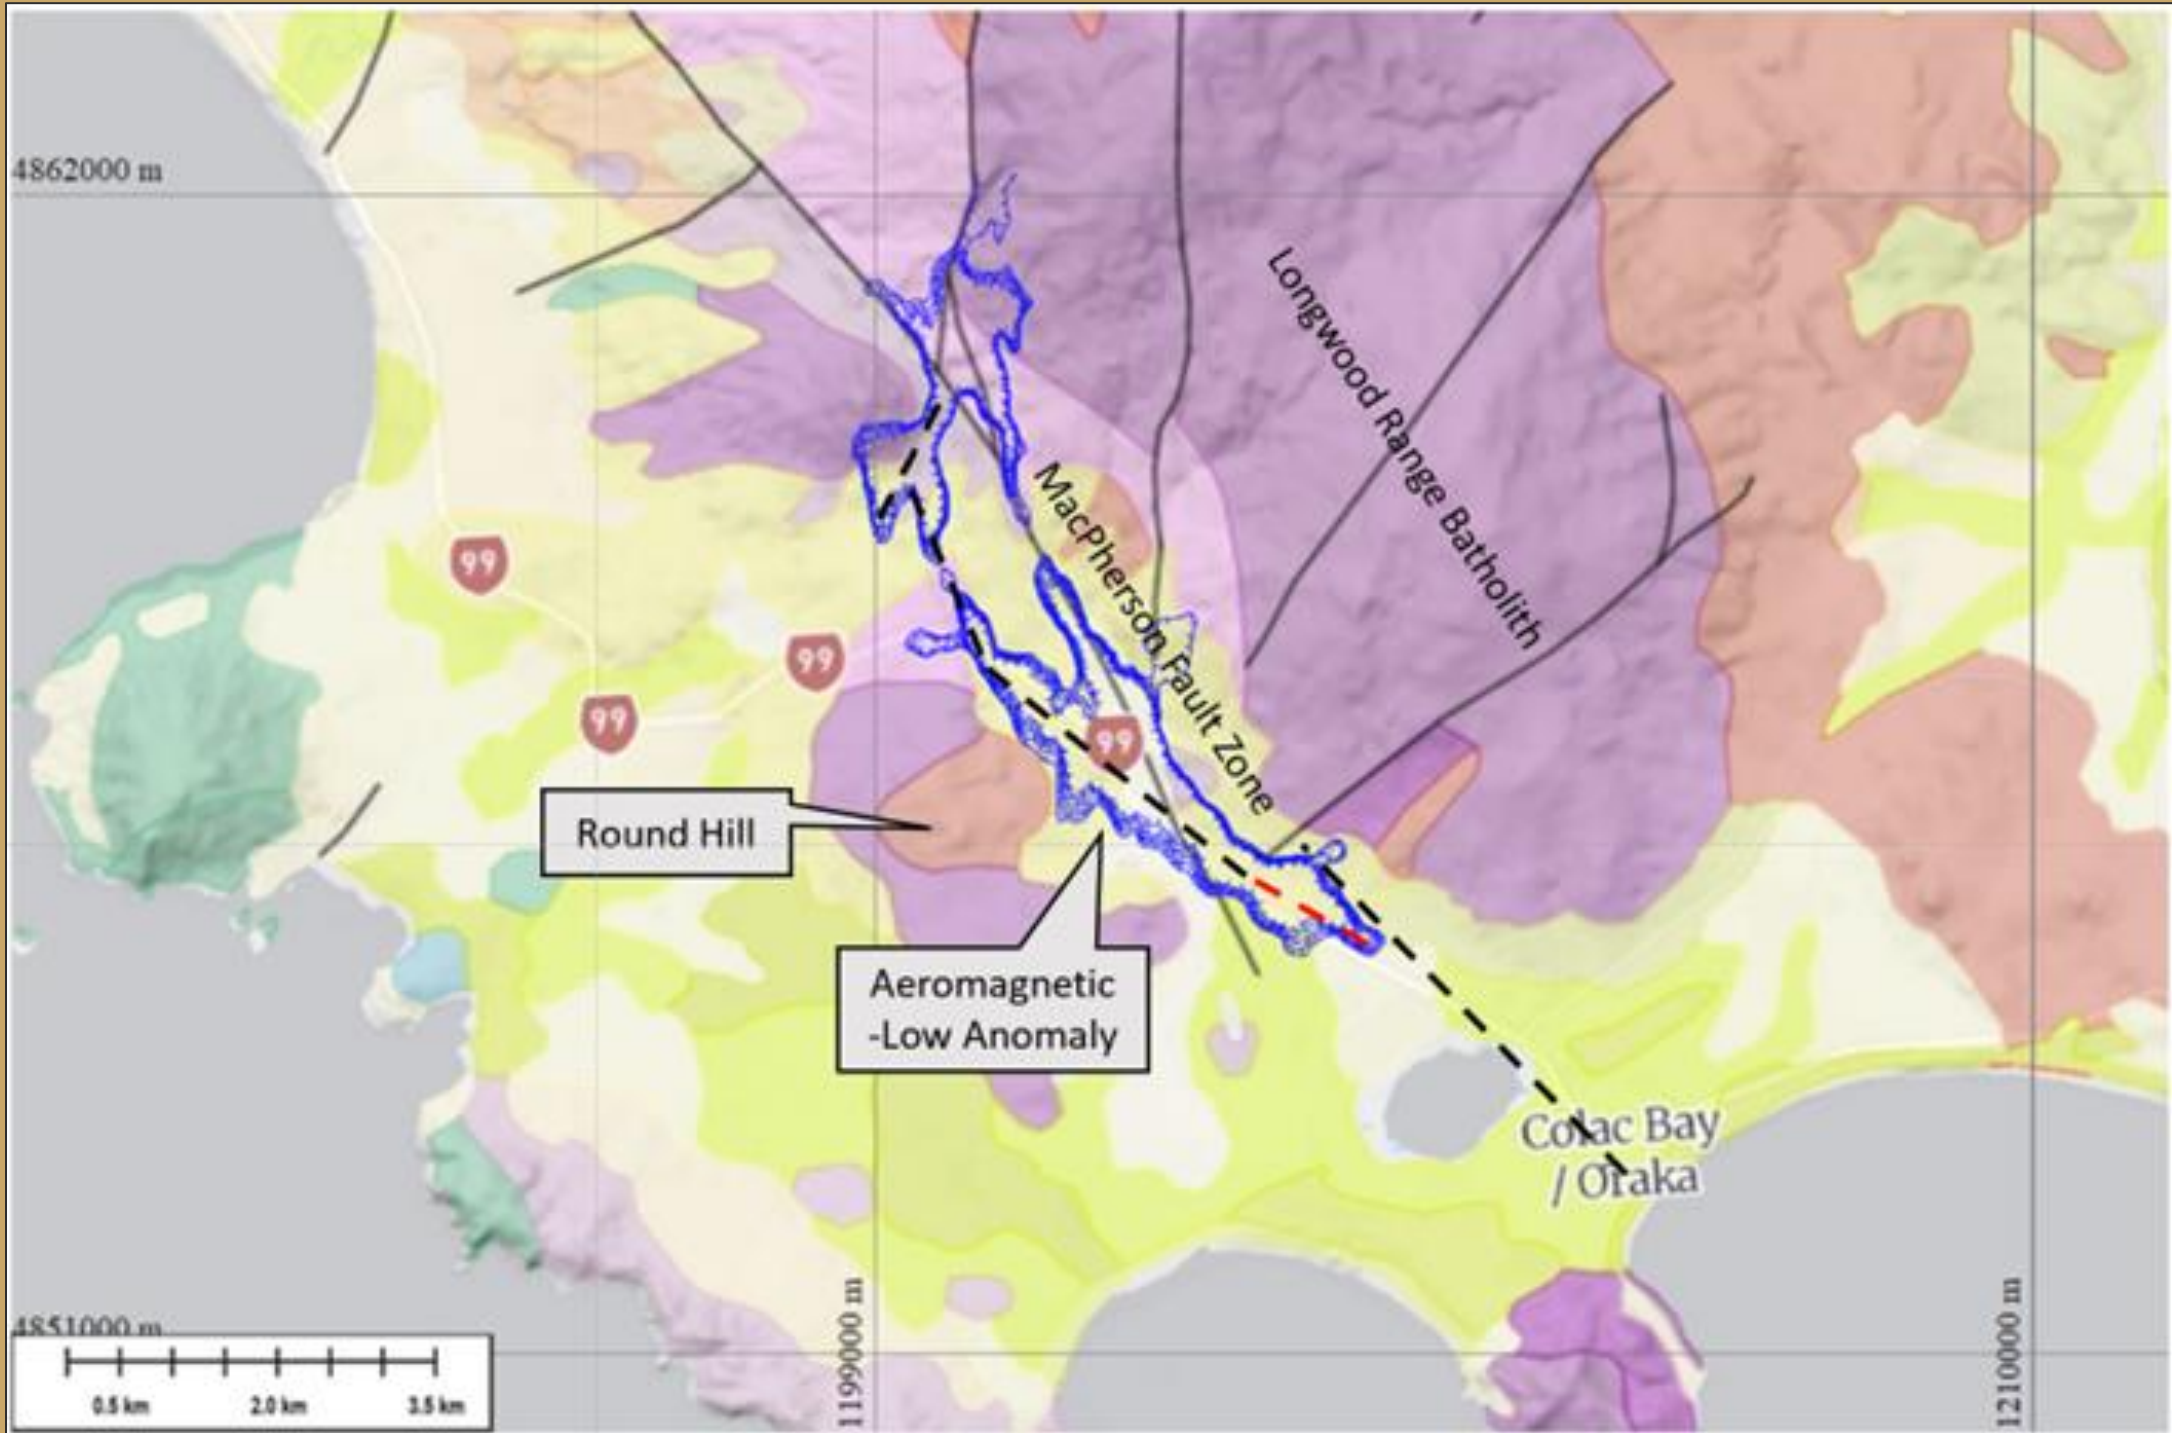 4862000 m
Longwood Range Batholith
MacPherson Fault Zone
99
99
99
99
Round Hill
Aeromagnetic
-Low Anomaly
Colac Bay
/ Oraka
4851000 m
0.5 km 2.0 km 3.5 km
1199000 m
1210000 m